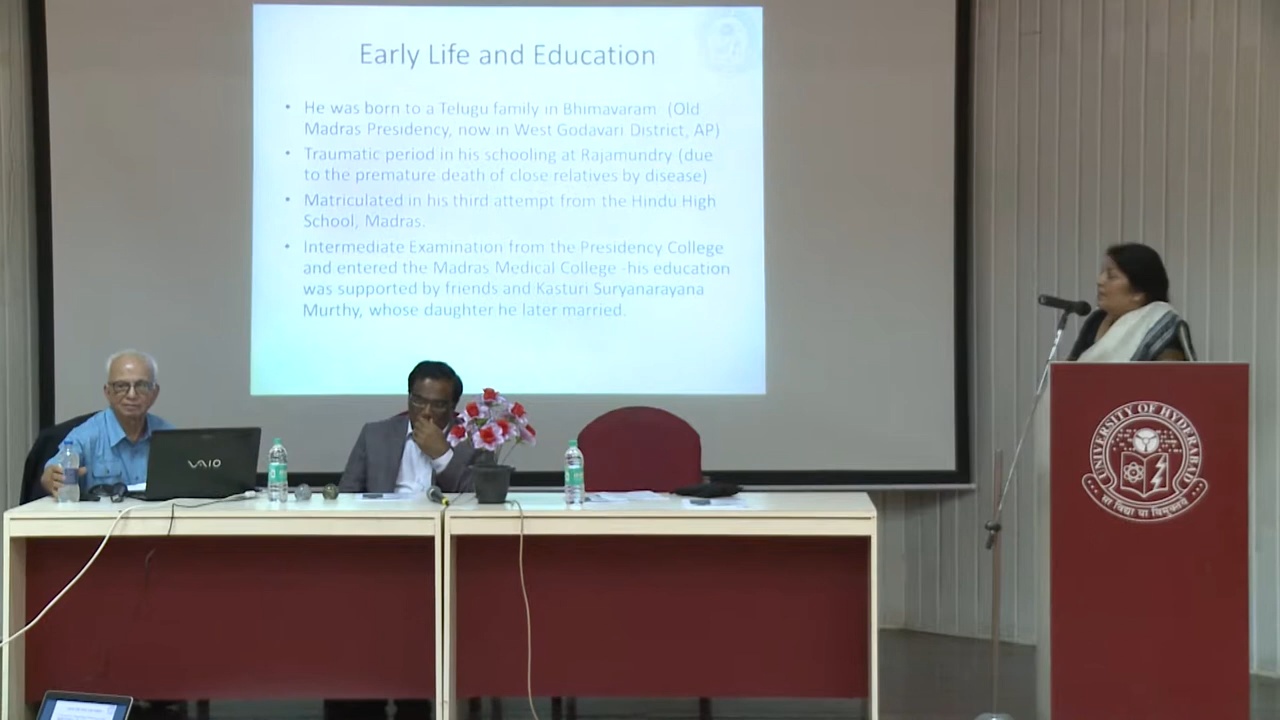 Early Life and Education
• He was born to a Telugu family in Bhimavaram (Old
Madras Presidency, now in West Godavari District, AP)
• Traumatic period in his schooling at Rajamundry (due
to the premature death of close relatives by disease)
• Matriculated in his third attempt from the Hindu High
School, Madras.
• Intermediate Examination from the Presidency College
and entered the Madras Medical College -his education
was supported by friends and Kasturi Suryanarayana
Murthy, whose daughter he later married.
VAIO
UNIVERSITY OF HYDERABAD
सा विद्या या विमुक्तये